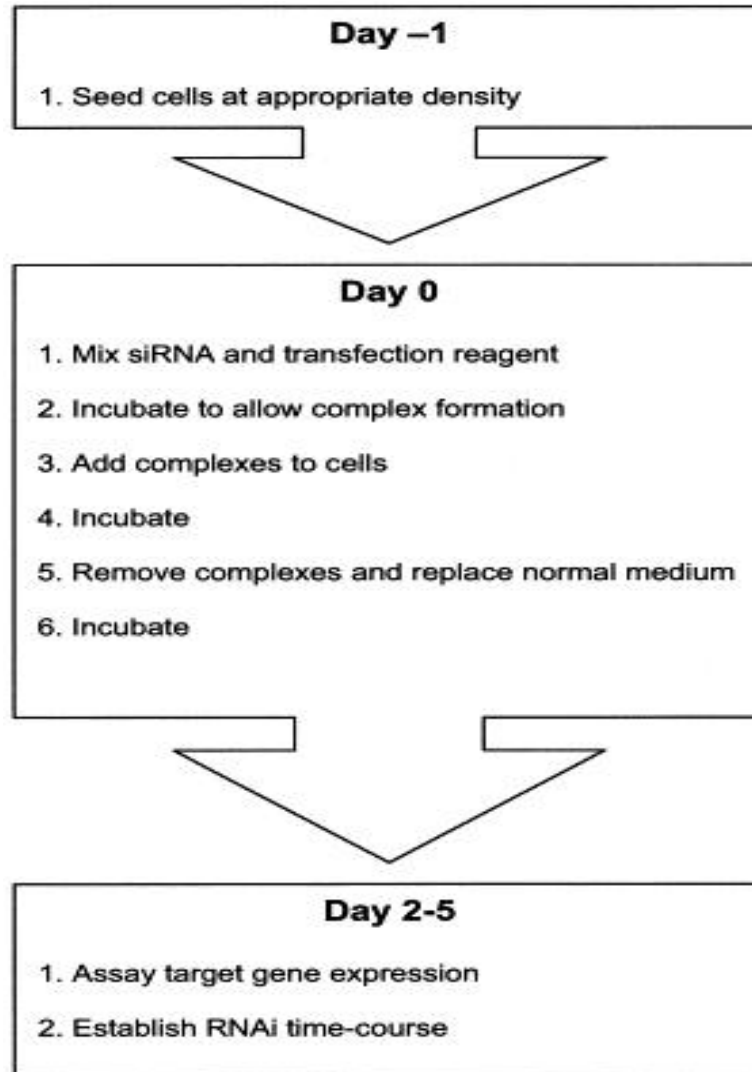 Day –1
1. Seed cells at appropriate density
Day 0
1. Mix siRNA and transfection reagent
2. Incubate to allow complex formation
3. Add complexes to cells
4. Incubate
5. Remove complexes and replace normal medium
6. Incubate
Day 2-5
1. Assay target gene expression
2. Establish RNAi time-course